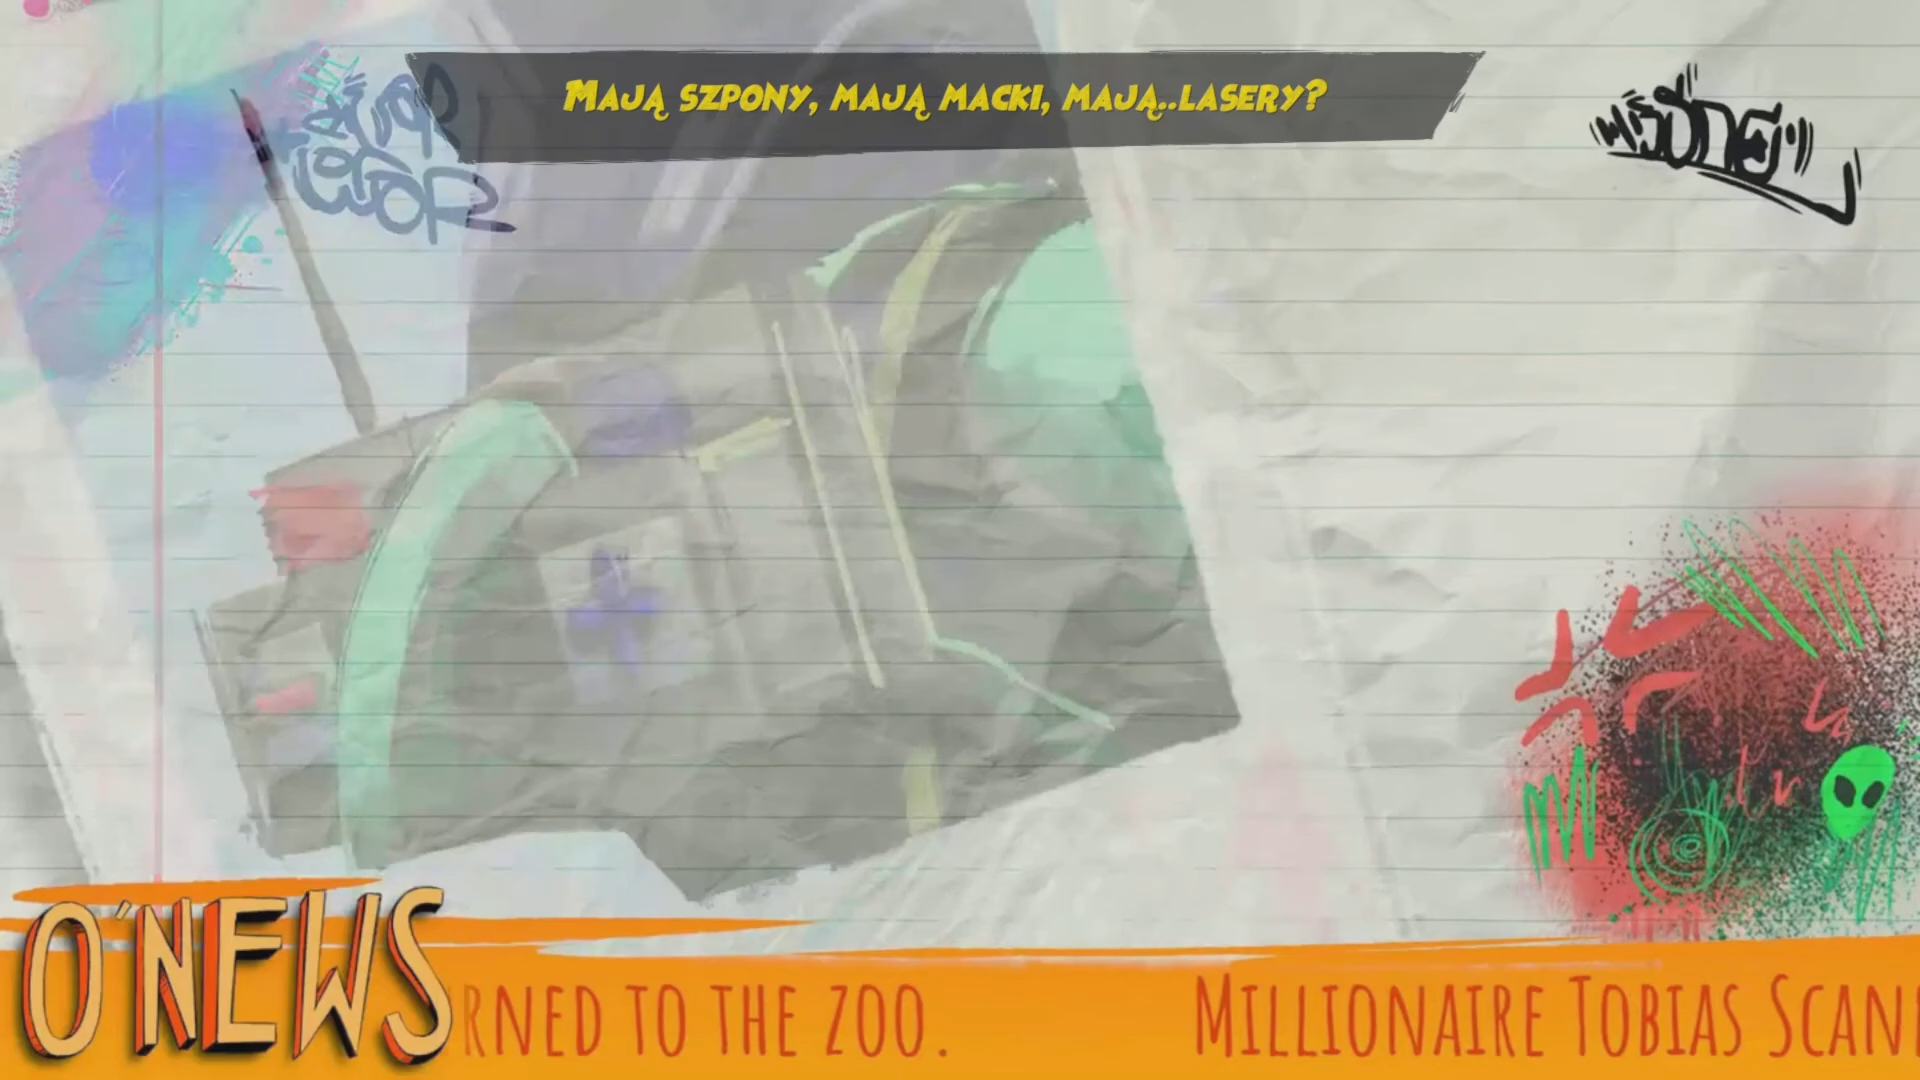 Mają szpony, mają macki, mają..lasery?
O'NEWS
RNED TO THE ZOO.
MILLIONAIRE TOBIAS SCAN